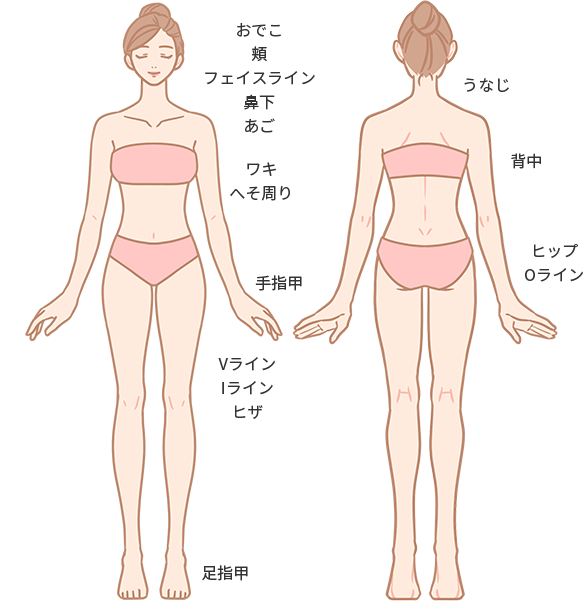 おでこ
頬
フェイスライン
鼻下
あご
ワキ
へそ周り
手指甲
Vライン
Iライン
ヒザ
足指甲
うなじ
背中
ヒップ
Oライン